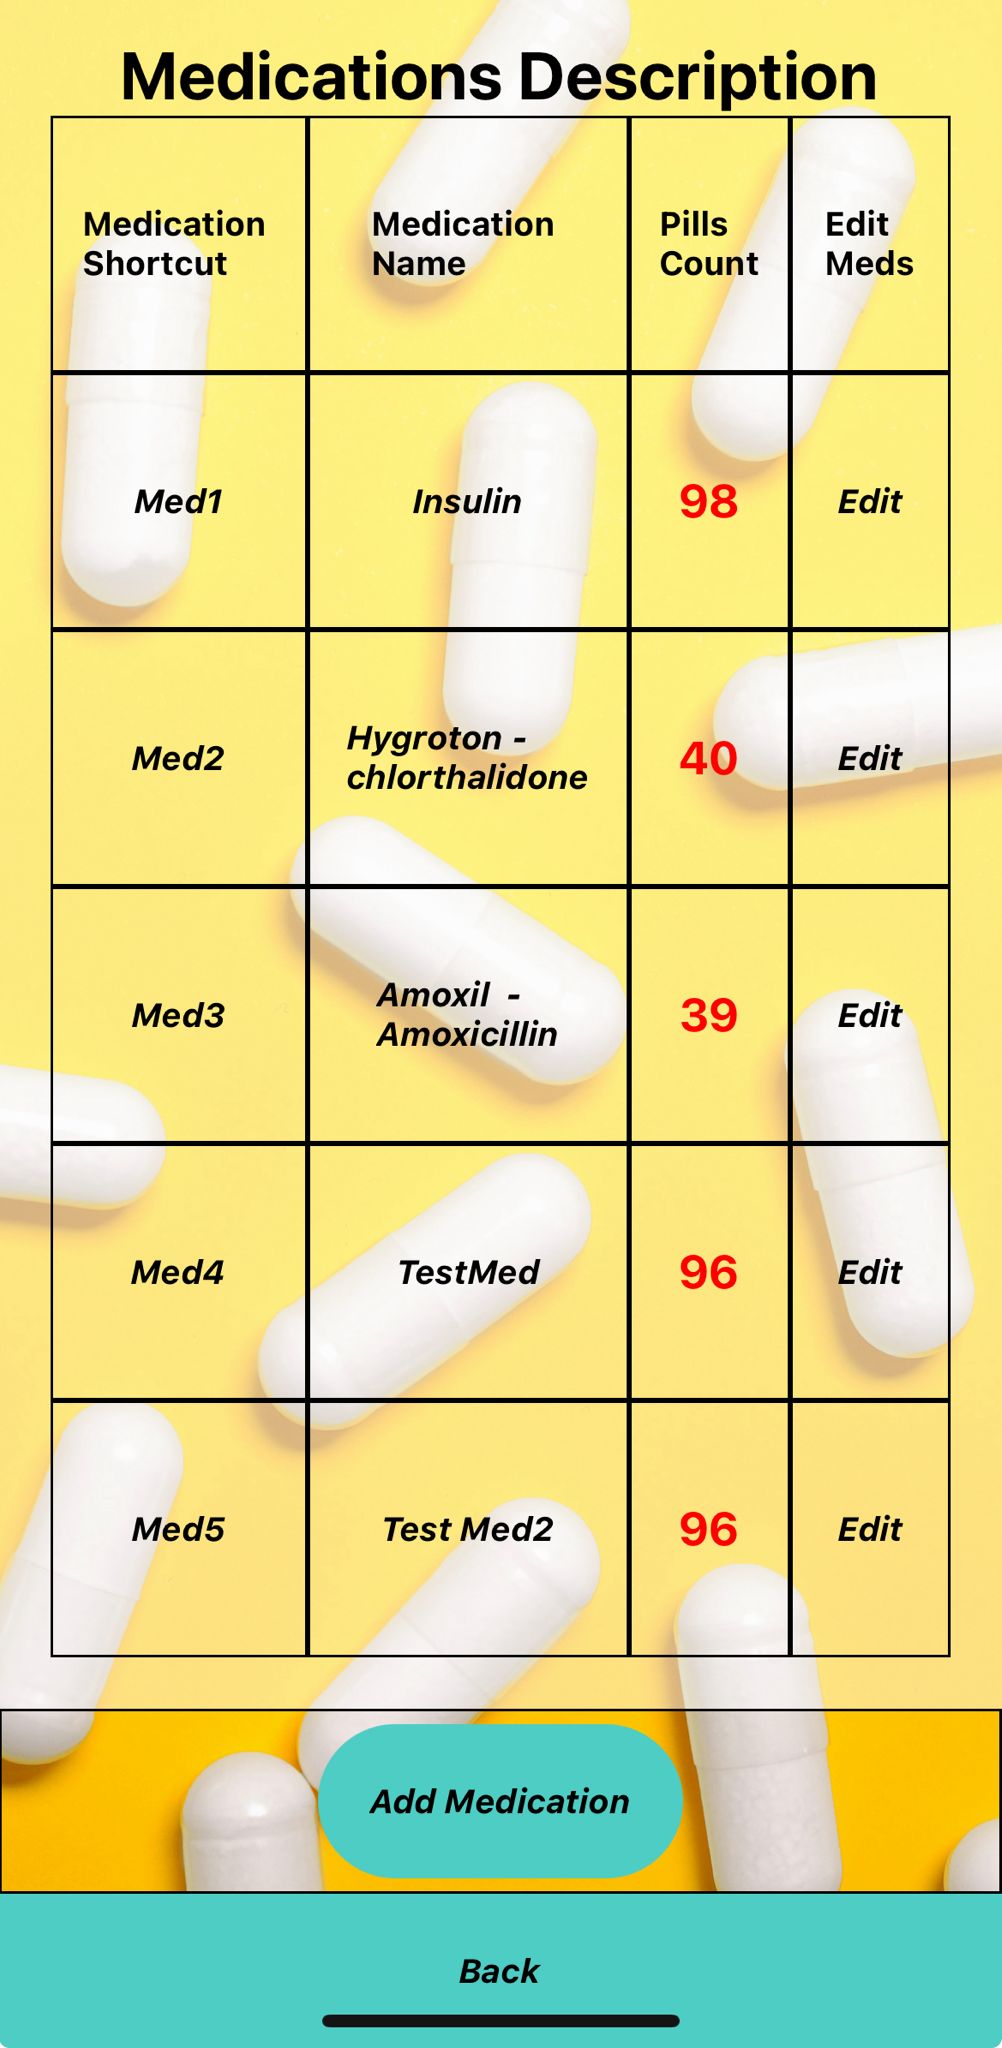 Medications Description
Medication
Shortcut
Medication
Name
Pills
Count
Edit
Meds
Med1
Insulin
98
Edit
Med2
Hygroton -
chlorthalidone
40
Edit
Med3
Amoxil  -
Amoxicillin
39
Edit
Med4
TestMed
96
Edit
Med5
Test Med2
96
Edit
Add Medication
Back